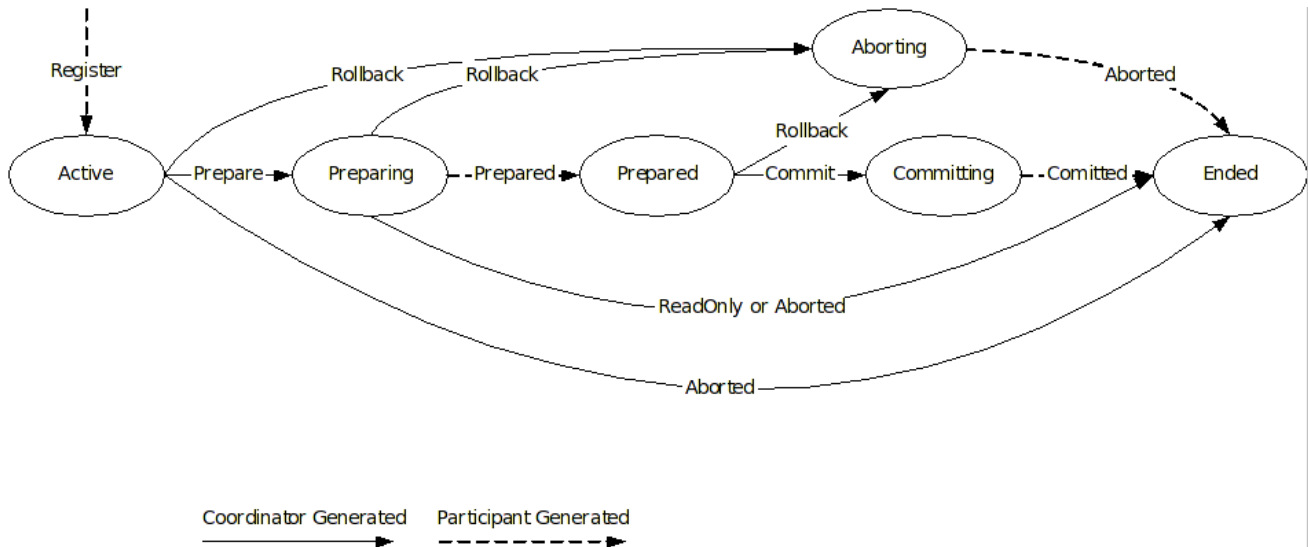 Aborting
Register
Rollback
Rollback
Aborted
Rollback
Active
Prepare
Preparing
Prepared
Prepared
Commit
Committing
Comitted
Ended
ReadOnly or Aborted
Aborted
Coordinator Generated
Participant Generated